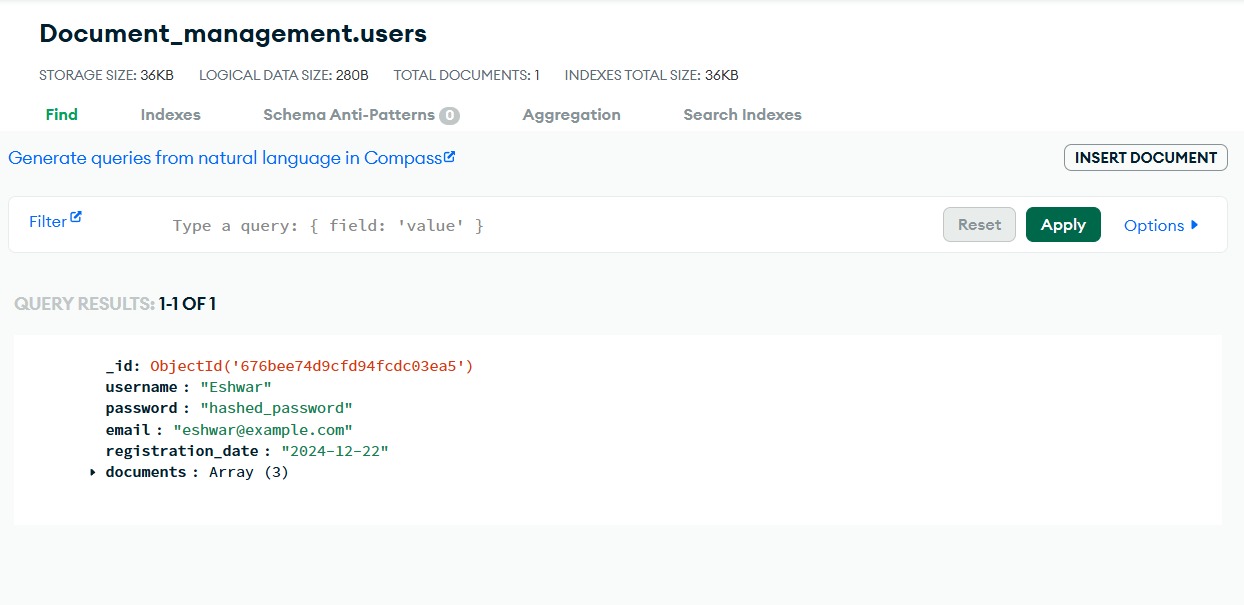 Document_management.users
STORAGE SIZE: 36KB LOGICAL DATA SIZE: 280B TOTAL DOCUMENTS: 1 INDEXES TOTAL SIZE: 36KB
Find Indexes Schema Anti-Patterns 0 Aggregation Search Indexes
Generate queries from natural language in Compass INSERT DOCUMENT
Filter Type a query: { field: 'value' } Reset Apply Options
QUERY RESULTS: 1-1 OF 1
_id: ObjectId('676bee74d9cfd94fcdc03ea5')
username : "Eshwar"
password : "hashed_password"
email : "eshwar@example.com"
registration_date : "2024-12-22"
documents : Array (3)